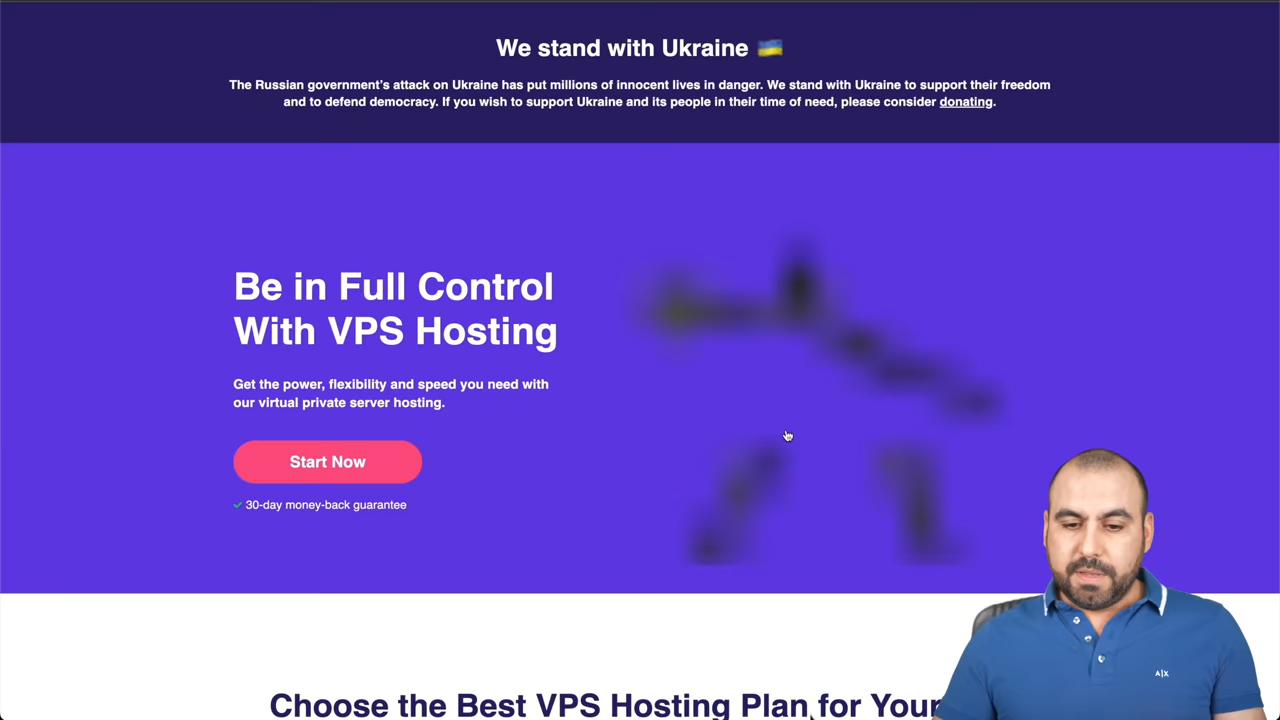 We stand with Ukraine 🇺🇦
The Russian government's attack on Ukraine has put millions of innocent lives in danger. We stand with Ukraine to support their freedom
and to defend democracy. If you wish to support Ukraine and its people in their time of need, please consider donating.
Be in Full Control
With VPS Hosting
Get the power, flexibility and speed you need with
our virtual private server hosting.
Start Now
30-day money-back guarantee
Choose the Best VPS Hosting Plan for Your
A|X